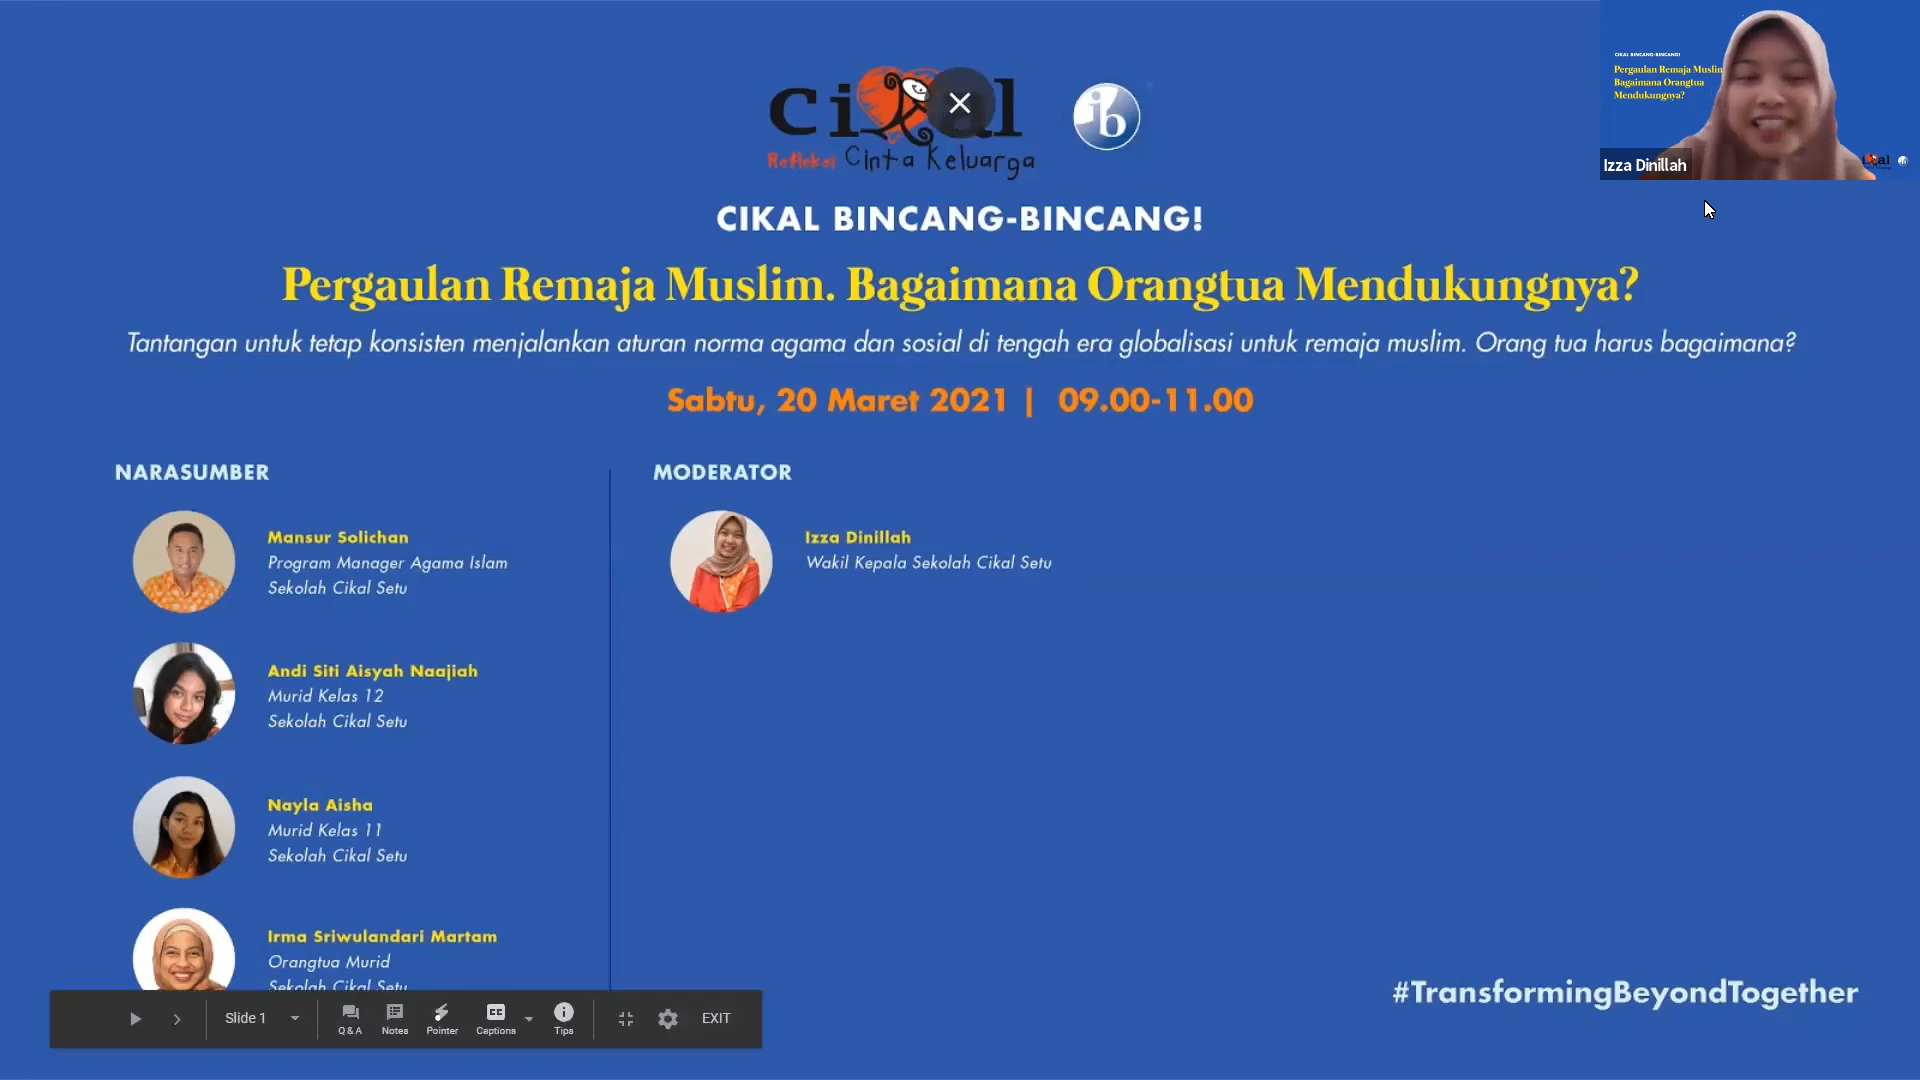 cikal
Refleksi Cinta Keluarga
ib
CIKAL BINCANG-BINCANG!
Pergaulan Remaja Muslim. Bagaimana Orangtua Mendukungnya?
Tantangan untuk tetap konsisten menjalankan aturan norma agama dan sosial di tengah era globalisasi untuk remaja muslim. Orang tua harus bagaimana?
Sabtu, 20 Maret 2021 | 09.00-11.00
CIKAL BINCANG-BINCANG!
Pergaulan Remaja Muslim
Bagaimana Orangtua
Mendukungnya?
Izza Dinillah
NARASUMBER
Mansur Solichan
Program Manager Agama Islam
Sekolah Cikal Setu
Andi Siti Aisyah Naajiah
Murid Kelas 12
Sekolah Cikal Setu
Nayla Aisha
Murid Kelas 11
Sekolah Cikal Setu
Irma Sriwulandari Martam
Orangtua Murid
Sekolah Cikal Setu
MODERATOR
Izza Dinillah
Wakil Kepala Sekolah Cikal Setu
#TransformingBeyondTogether
Slide 1
Q & A
Notes
Pointer
CC
Captions
Tips
EXIT